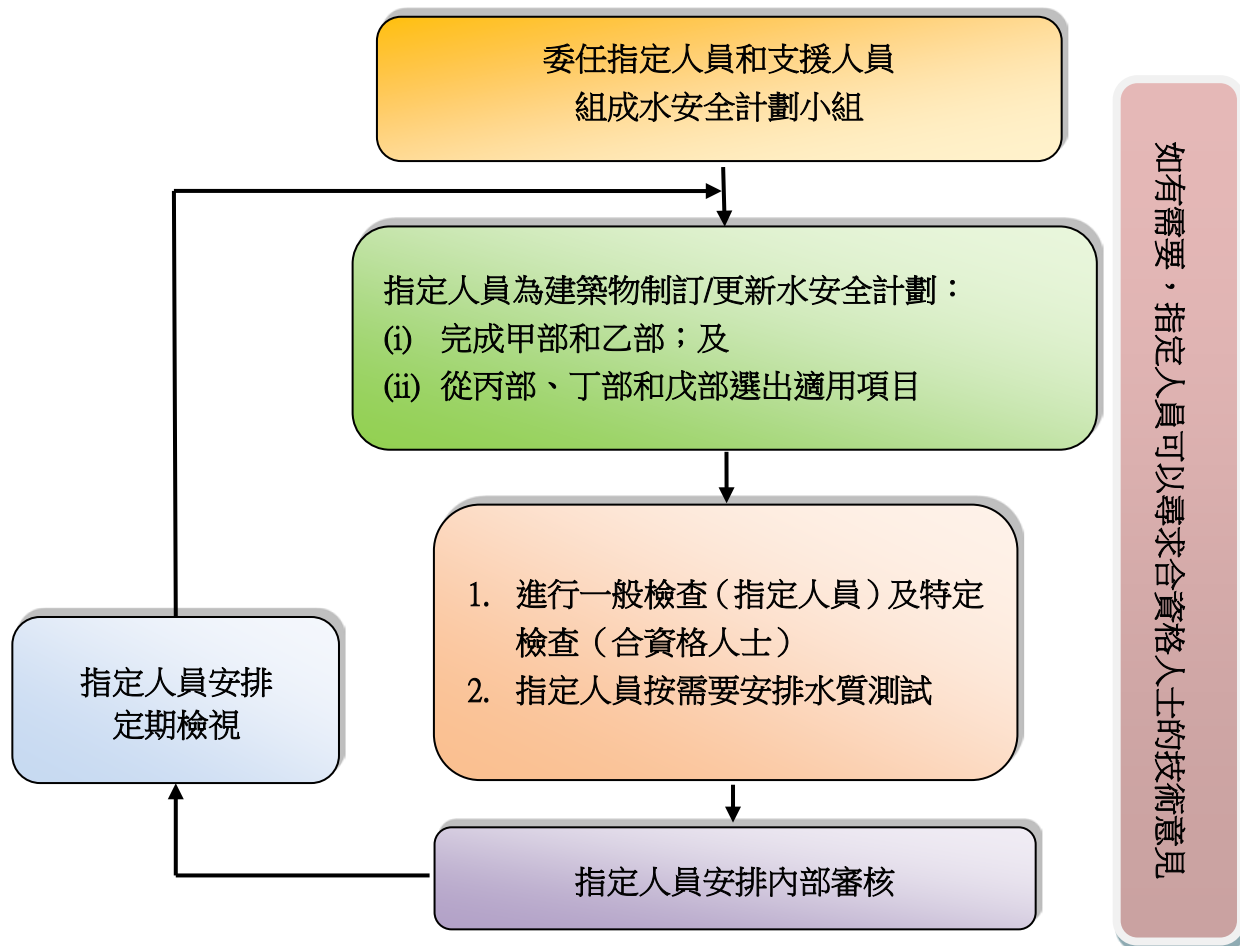 委任指定人員和支援人員
組成水安全計劃小組
指定人員為建築物制訂/更新水安全計劃：
(i) 完成甲部和乙部；及
(ii) 從丙部、丁部和戊部選出適用項目
1. 進行一般檢查（指定人員）及特定
檢查（合資格人士）
2. 指定人員按需要安排水質測試
指定人員安排
定期檢視
指定人員安排內部審核
如有需要，指定人員可以尋求合資格人士的技術意見